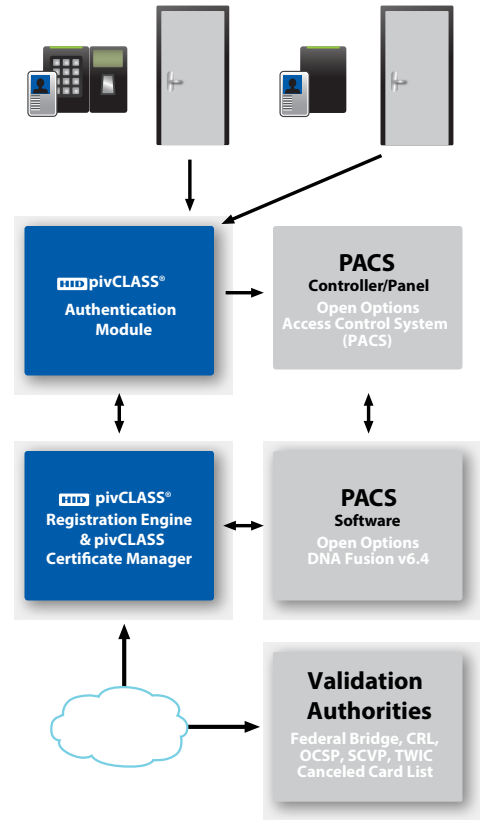 HID pivCLASS®
Authentication
Module
PACS
Controller/Panel
Open Options
Access Control System
(PACS)
HID pivCLASS®
Registration Engine
& pivCLASS
Certificate Manager
PACS
Software
Open Options
DNA Fusion v6.4
Validation
Authorities
Federal Bridge, CRL,
OCSP, SCVP, TWIC
Canceled Card List